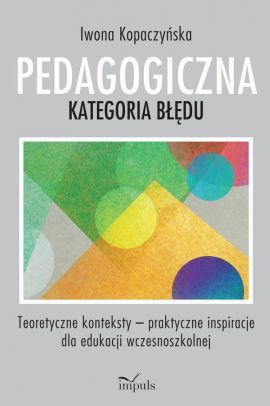 Iwona Kopaczyńska
PEDAGOGICZNA
KATEGORIA BŁĘDU
Teoretyczne konteksty – praktyczne inspiracje
dla edukacji wczesnoszkolnej
impuls